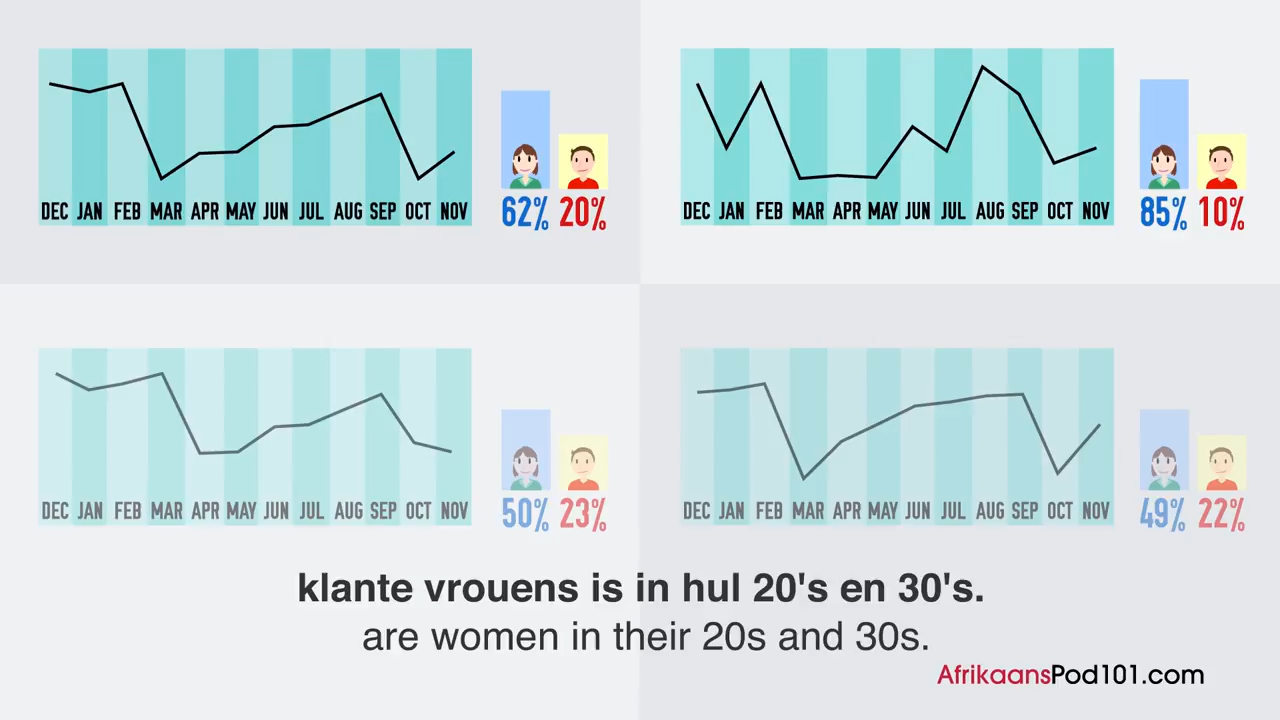 DEC JAN FEB MAR APR MAY JUN JUL AUG SEP OCT NOV
62% 20%
DEC JAN FEB MAR APR MAY JUN JUL AUG SEP OCT NOV
85% 10%
DEC JAN FEB MAR APR MAY JUN JUL AUG SEP OCT NOV
50% 23%
DEC JAN FEB MAR APR MAY JUN JUL AUG SEP OCT NOV
49% 22%
klante vrouens is in hul 20's en 30's.
are women in their 20s and 30s.
AfrikaansPod101.com